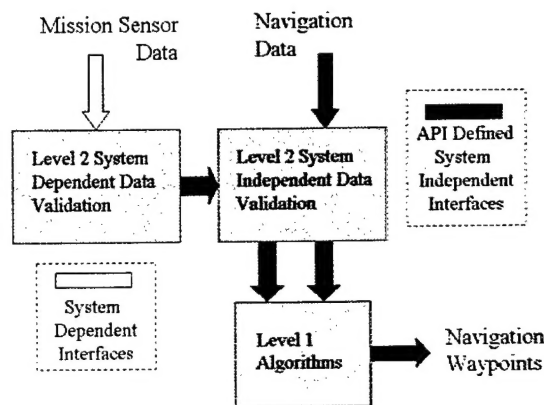 Mission Sensor
Data
Navigation
Data
Level 2 System
Dependent Data
Validation
Level 2 System
Independent Data
Validation
API Defined
System
Independent
Interfaces
System
Dependent
Interfaces
Level 1
Algorithms
Navigation
Waypoints